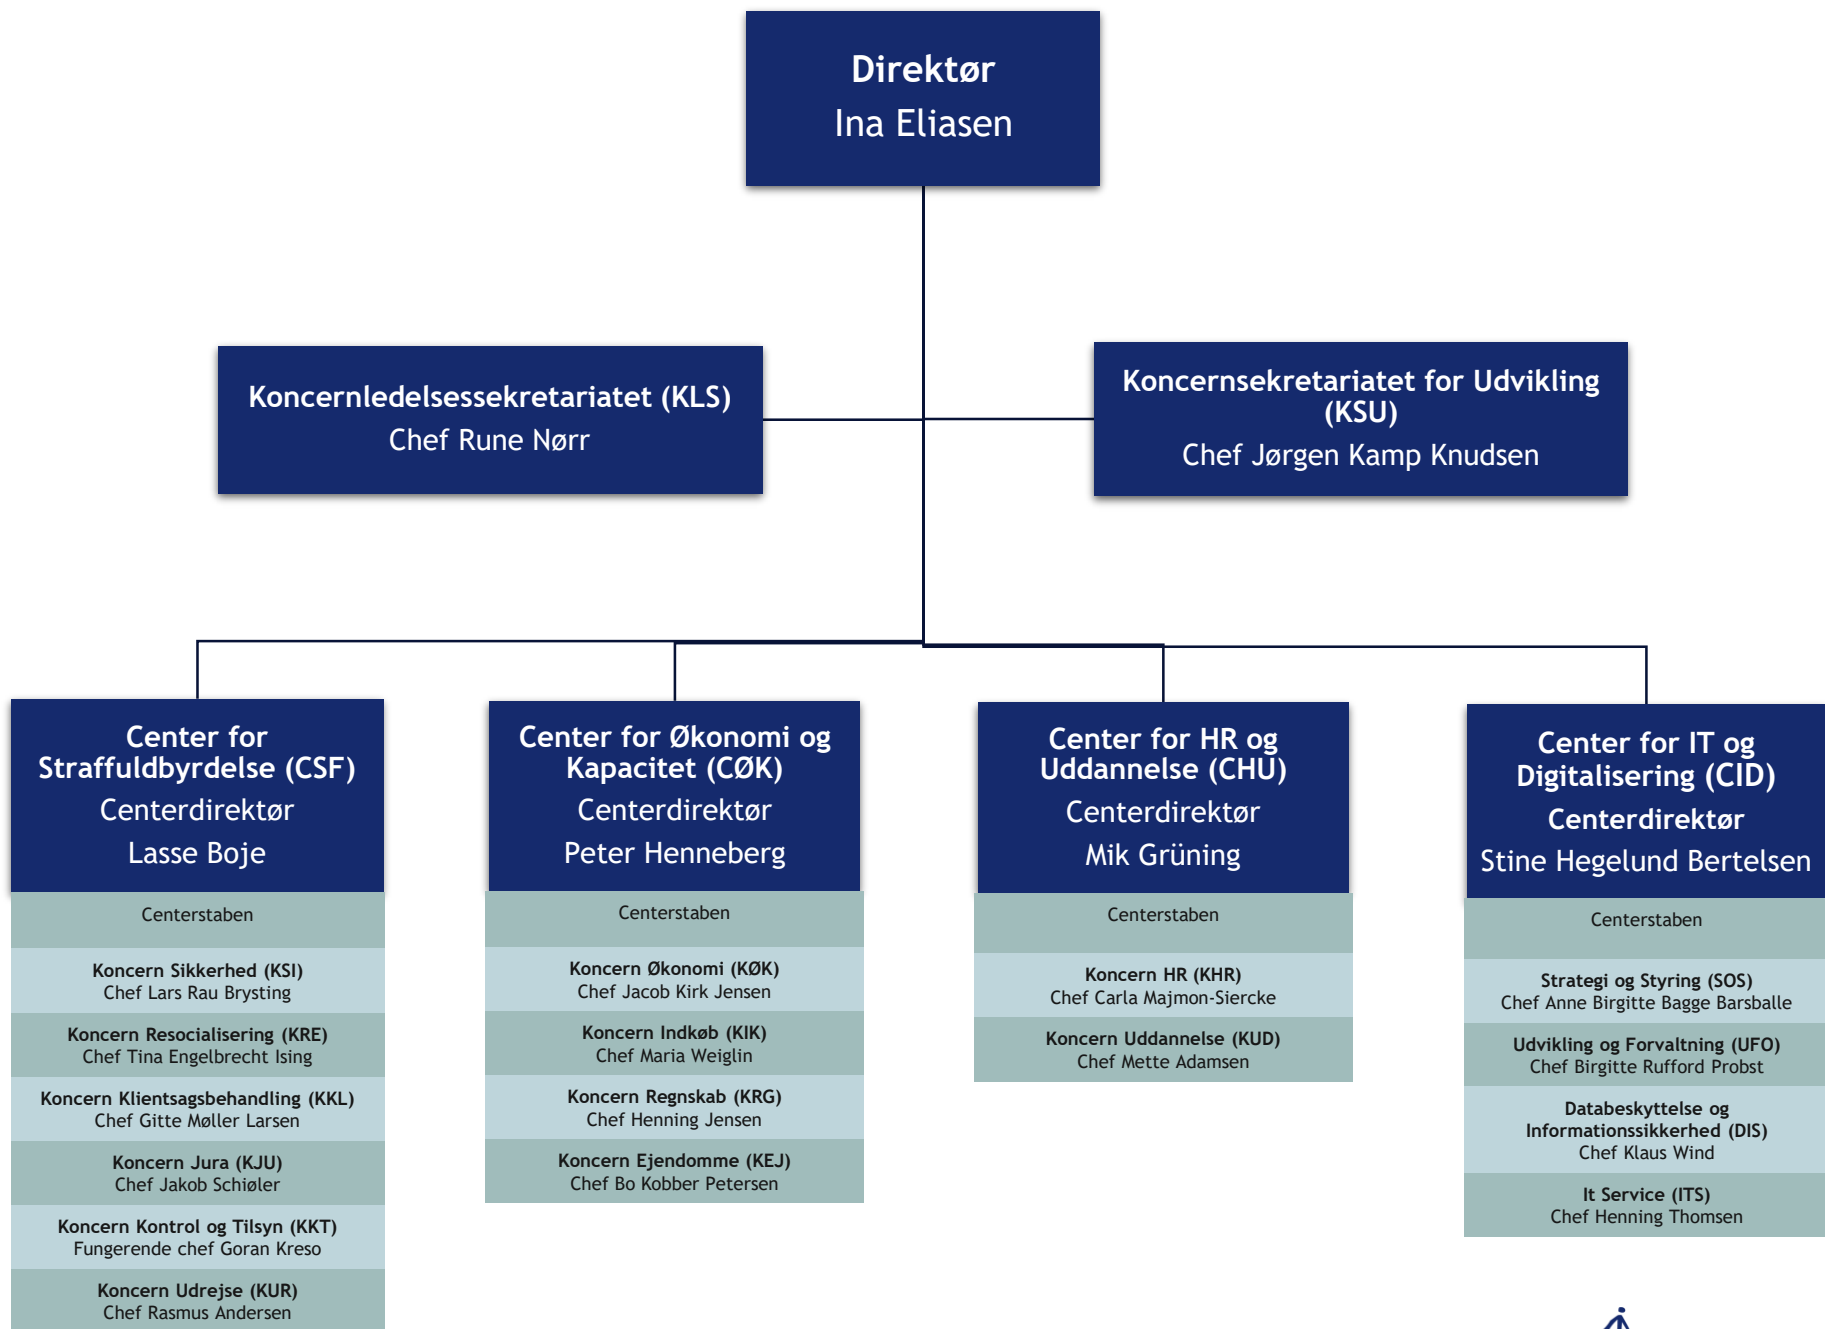 Direktør
Ina Eliasen
Koncernledelsessekretariatet (KLS)
Chef Rune Nørr
Koncernsekretariatet for Udvikling
(KSU)
Chef Jørgen Kamp Knudsen
Center for
Straffuldbyrdelse (CSF)
Centerdirektør
Lasse Boje
Centerstaben
Koncern Sikkerhed (KSI)
Chef Lars Rau Brysting
Koncern Resocialisering (KRE)
Chef Tina Engelbrecht Ising
Koncern Klientsagsbehandling (KKL)
Chef Gitte Møller Larsen
Koncern Jura (KJU)
Chef Jakob Schiøler
Koncern Kontrol og Tilsyn (KKT)
Fungerende chef Goran Kreso
Koncern Udrejse (KUR)
Chef Rasmus Andersen
Center for Økonomi og
Kapacitet (CØK)
Centerdirektør
Peter Henneberg
Centerstaben
Koncern Økonomi (KØK)
Chef Jacob Kirk Jensen
Koncern Indkøb (KIK)
Chef Maria Weiglin
Koncern Regnskab (KRG)
Chef Henning Jensen
Koncern Ejendomme (KEJ)
Chef Bo Kobber Petersen
Center for HR og
Uddannelse (CHU)
Centerdirektør
Mik Grüning
Centerstaben
Koncern HR (KHR)
Chef Carla Majmon-Siercke
Koncern Uddannelse (KUD)
Chef Mette Adamsen
Center for IT og
Digitalisering (CID)
Centerdirektør
Stine Hegelund Bertelsen
Centerstaben
Strategi og Styring (SOS)
Chef Anne Birgitte Bagge Barsballe
Udvikling og Forvaltning (UFO)
Chef Birgitte Rufford Probst
Databeskyttelse og
Informationssikkerhed (DIS)
Chef Klaus Wind
It Service (ITS)
Chef Henning Thomsen